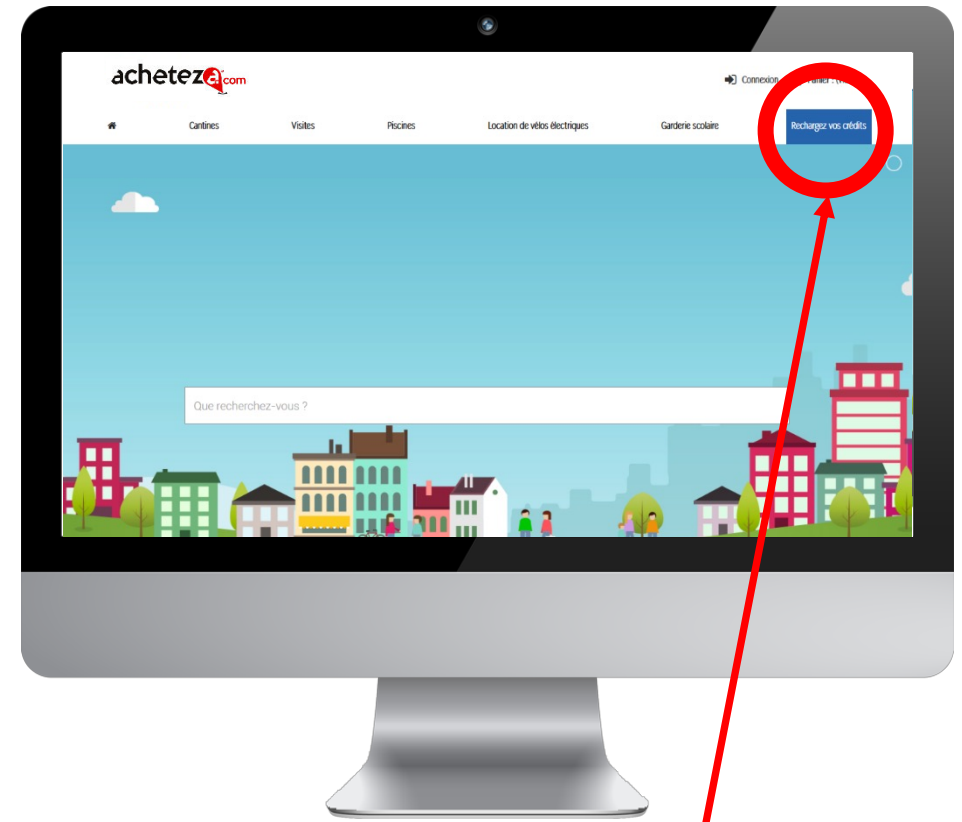 acheteza.com
Connexion
Cantines Visites Piscines Location de vélos électriques Garderie scolaire Rechargez vos crédits
Que recherchez-vous ?